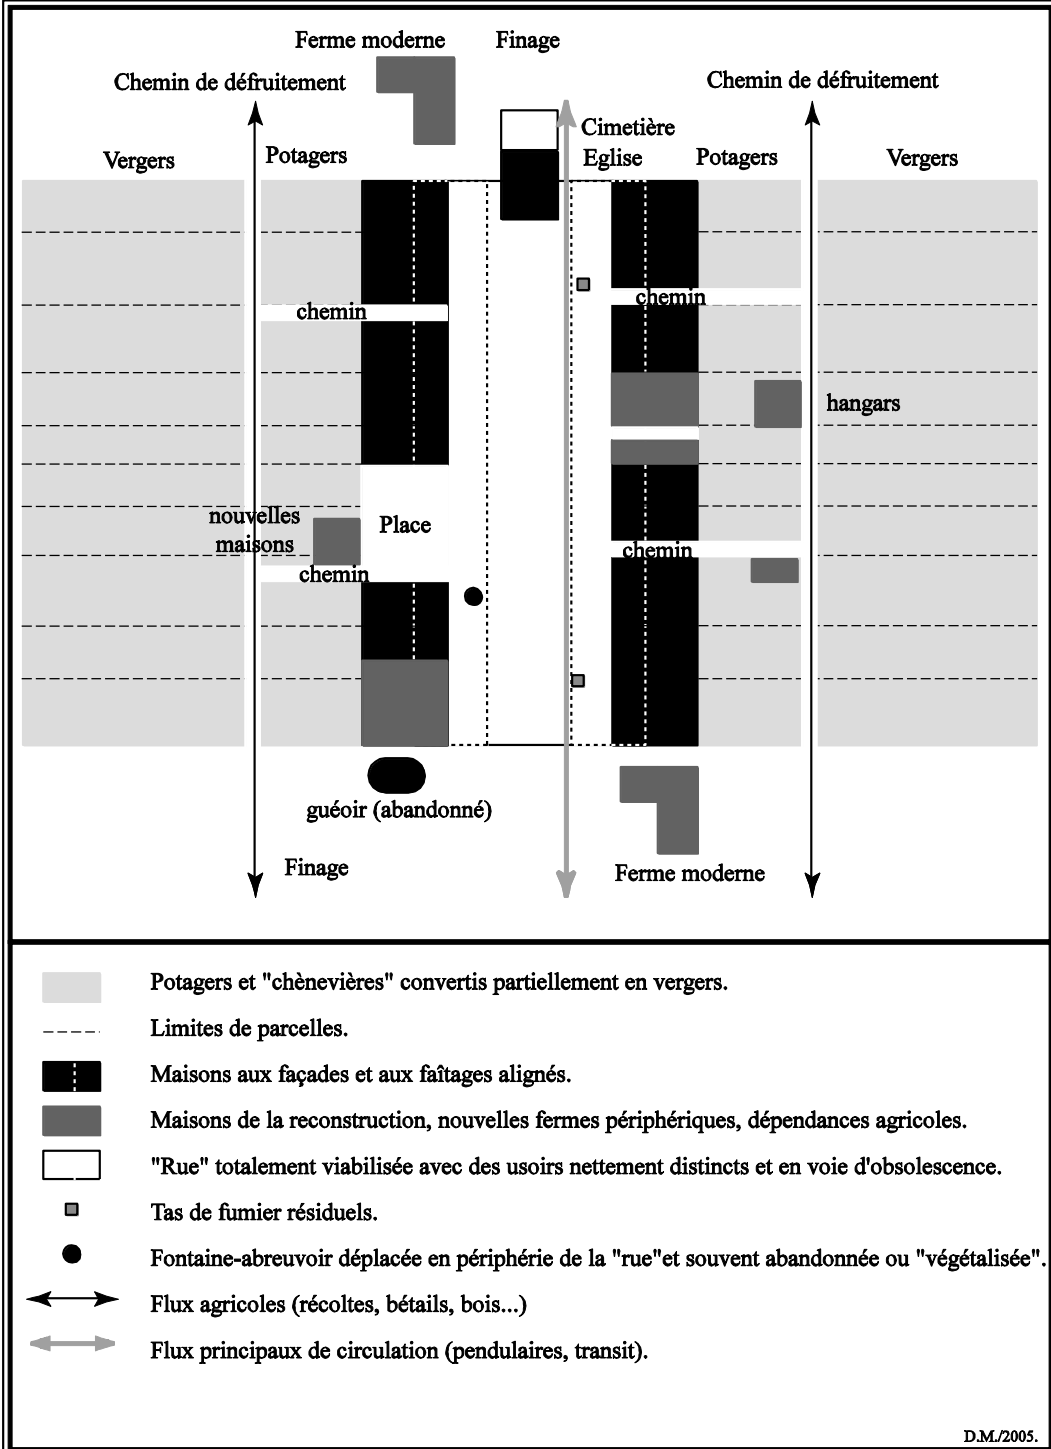 Ferme moderne
Finage
Chemin de défruitement
Chemin de défruitement
Cimetière
Vergers
Potagers
Eglise
Potagers
Vergers
chemin
chemin
hangars
nouvelles
maisons
Place
chemin
chemin
guéoir (abandonné)
Finage
Ferme moderne
Potagers et "chènevières" convertis partiellement en vergers.
Limites de parcelles.
Maisons aux façades et aux faîtages alignés.
Maisons de la reconstruction, nouvelles fermes périphériques, dépendances agricoles.
"Rue" totalement viabilisée avec des usoirs nettement distincts et en voie d'obsolescence.
Tas de fumier résiduels.
Fontaine-abreuvoir déplacée en périphérie de la "rue"et souvent abandonnée ou "végétalisée".
Flux agricoles (récoltes, bétails, bois...)
Flux principaux de circulation (pendulaires, transit).
D.M./2005.